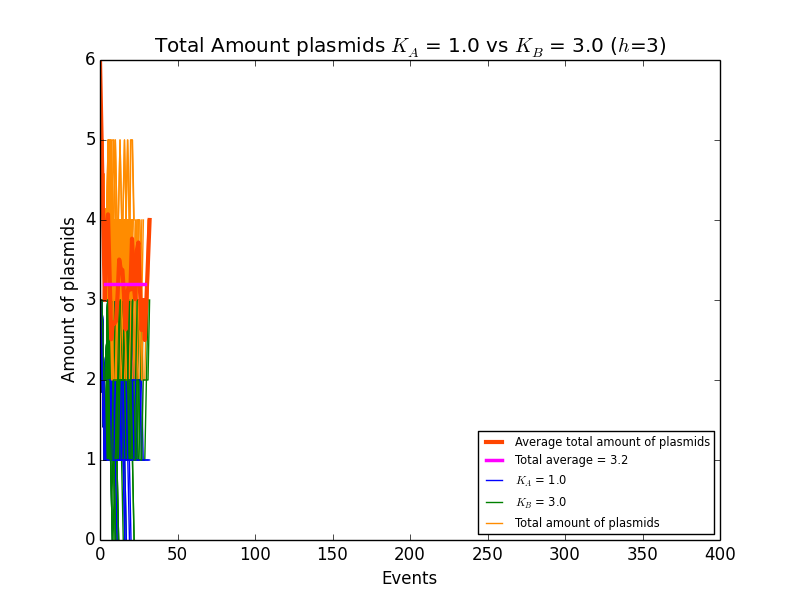 Total Amount plasmids K_A = 1.0 vs K_B = 3.0 (h=3)
6
5
4
3
2
1
0
Amount of plasmids
0 50 100 150 200 250 300 350 400
Events
Average total amount of plasmids
Total average = 3.2
K_A = 1.0
K_B = 3.0
Total amount of plasmids